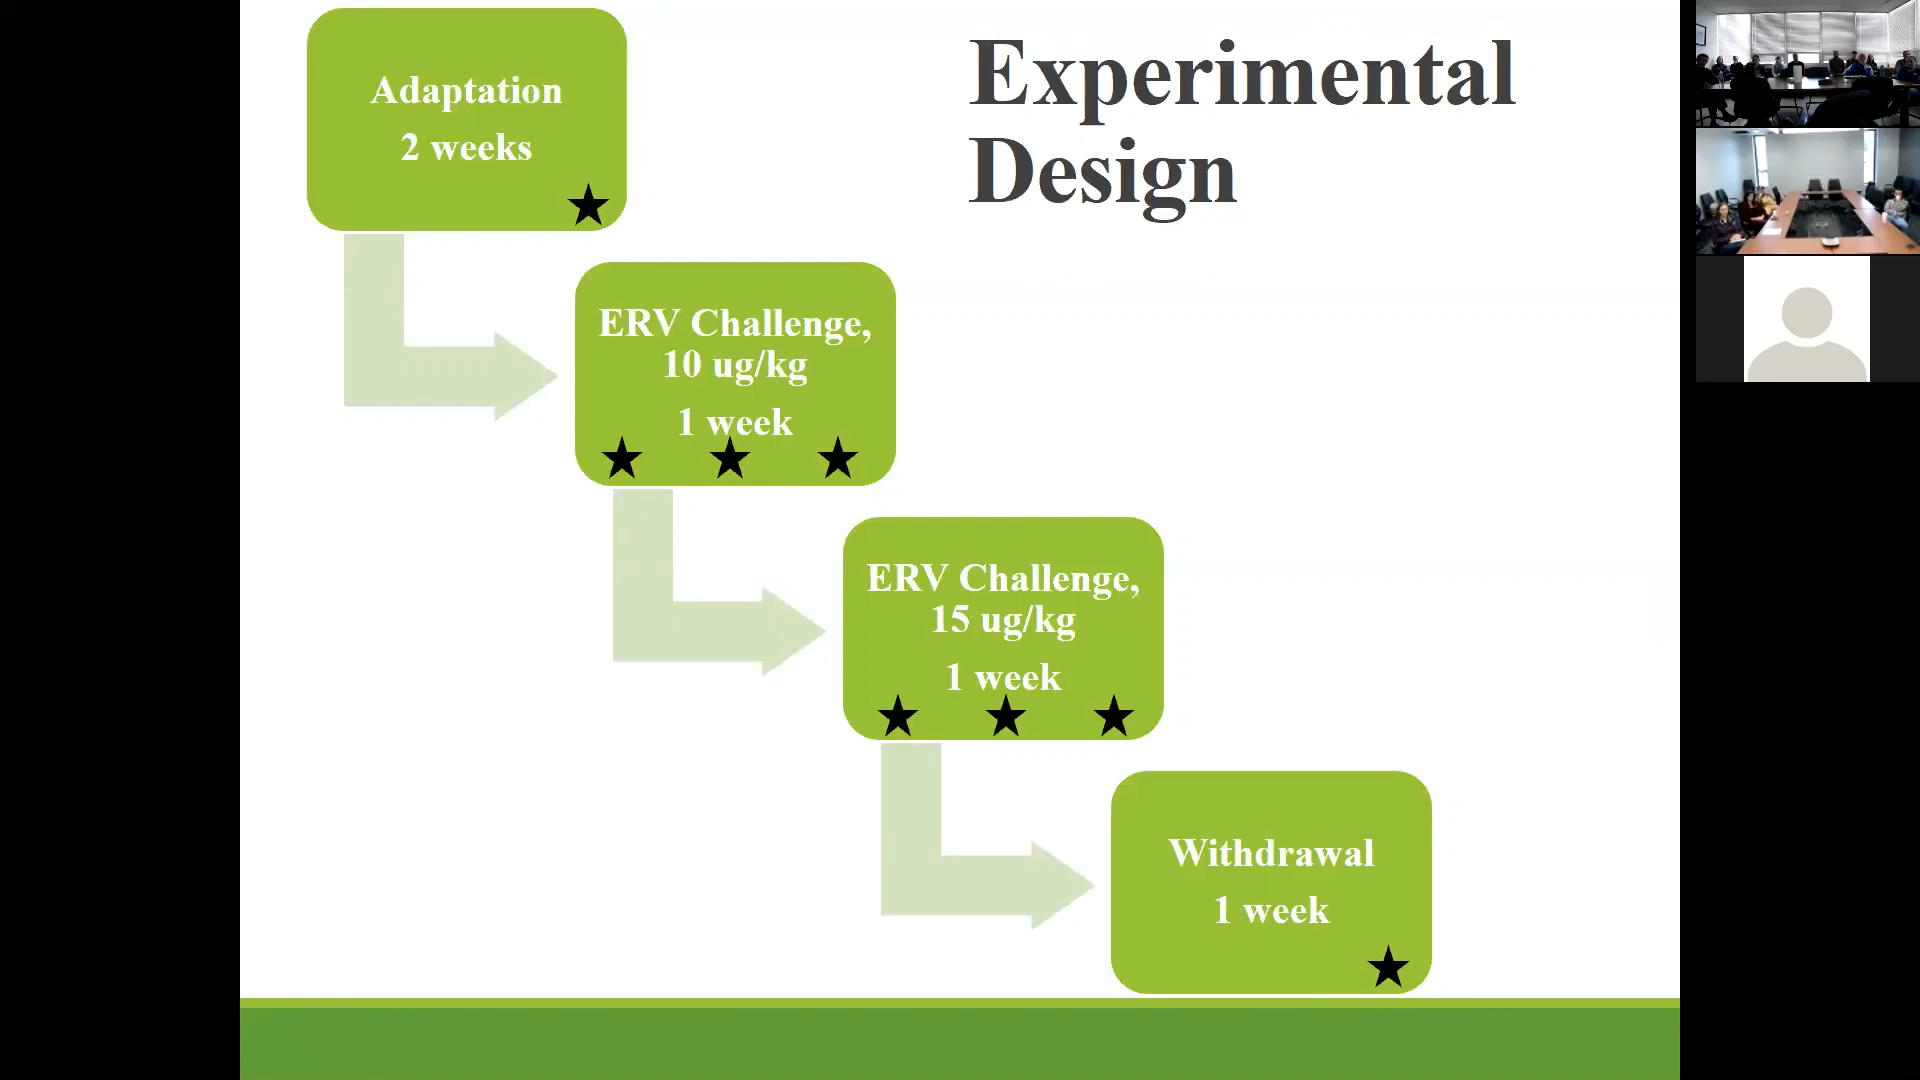 Experimental
Design
Adaptation
2 weeks
ERV Challenge,
10 ug/kg
1 week
ERV Challenge,
15 ug/kg
1 week
Withdrawal
1 week